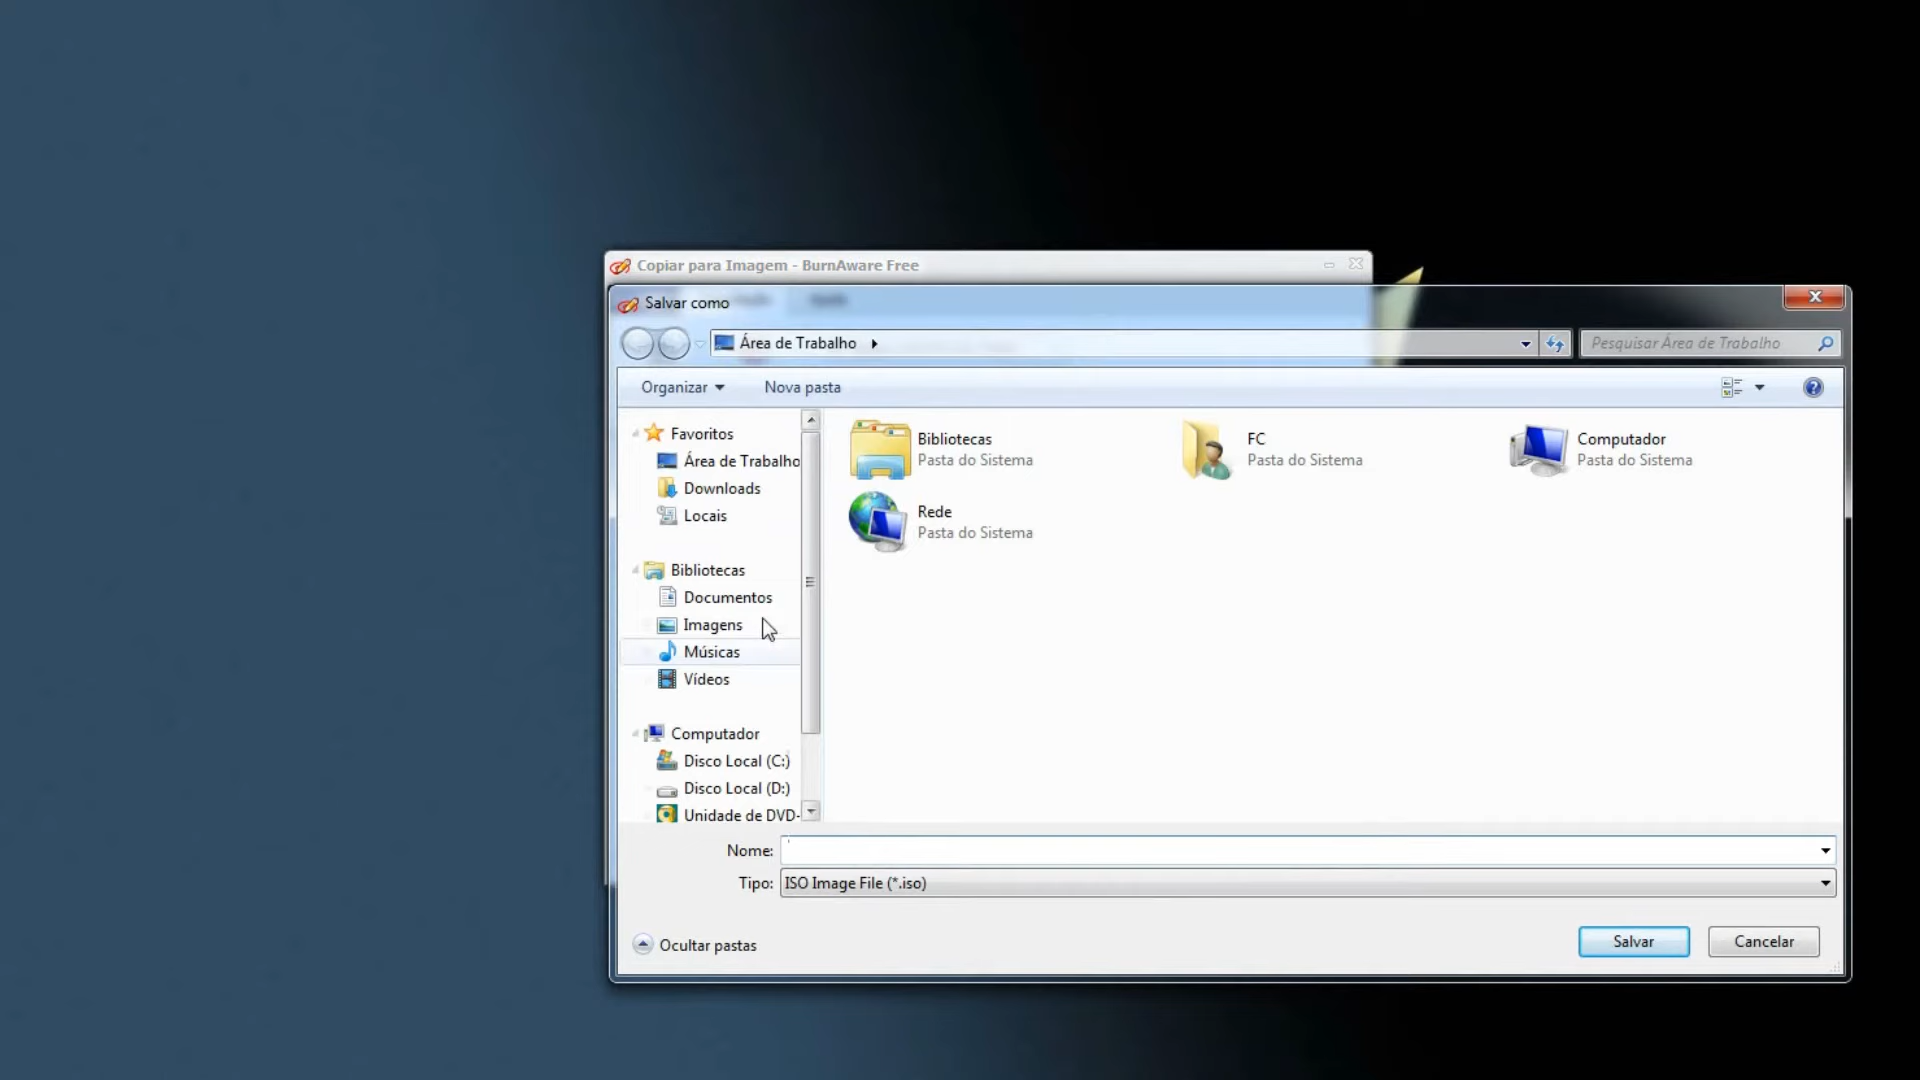 Copiar para Imagem - BurnAware Free
Salvar como
Área de Trabalho
Pesquisar Área de Trabalho
Organizar
Nova pasta
Favoritos
Área de Trabalho
Downloads
Locais
Bibliotecas
Documentos
Imagens
Músicas
Vídeos
Computador
Disco Local (C:)
Disco Local (D:)
Unidade de DVD-
Bibliotecas
Pasta do Sistema
FC
Pasta do Sistema
Computador
Pasta do Sistema
Rede
Pasta do Sistema
Nome:
Tipo: ISO Image File (*.iso)
Ocultar pastas
Salvar
Cancelar